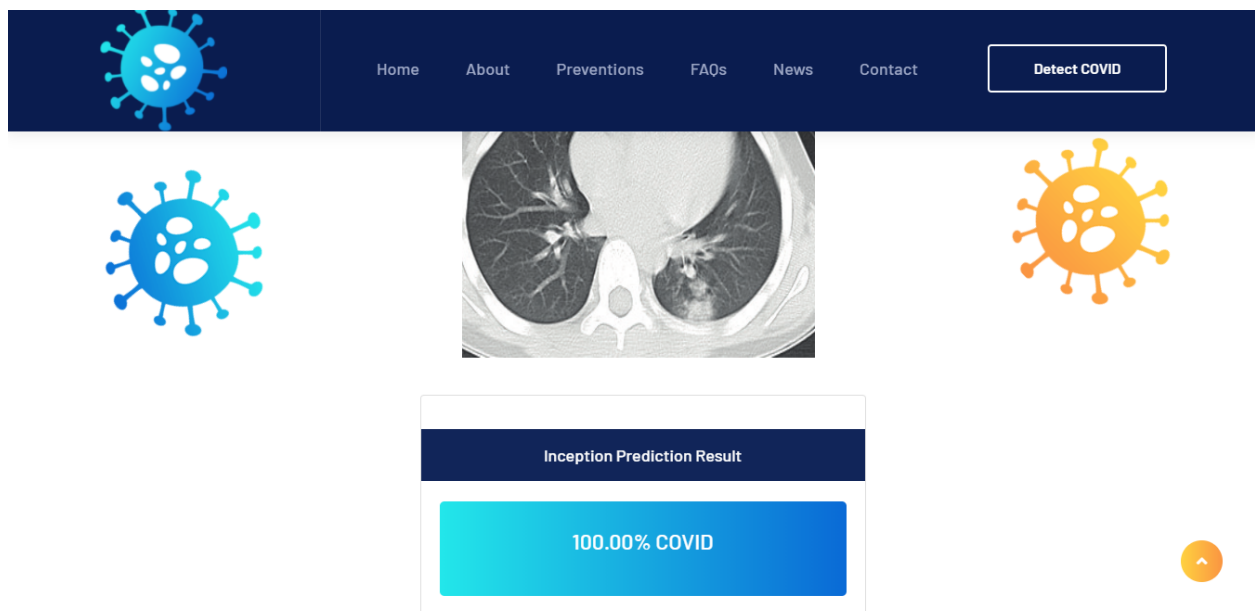 Home About Preventions FAQs News Contact Detect COVID
Inception Prediction Result
100.00% COVID